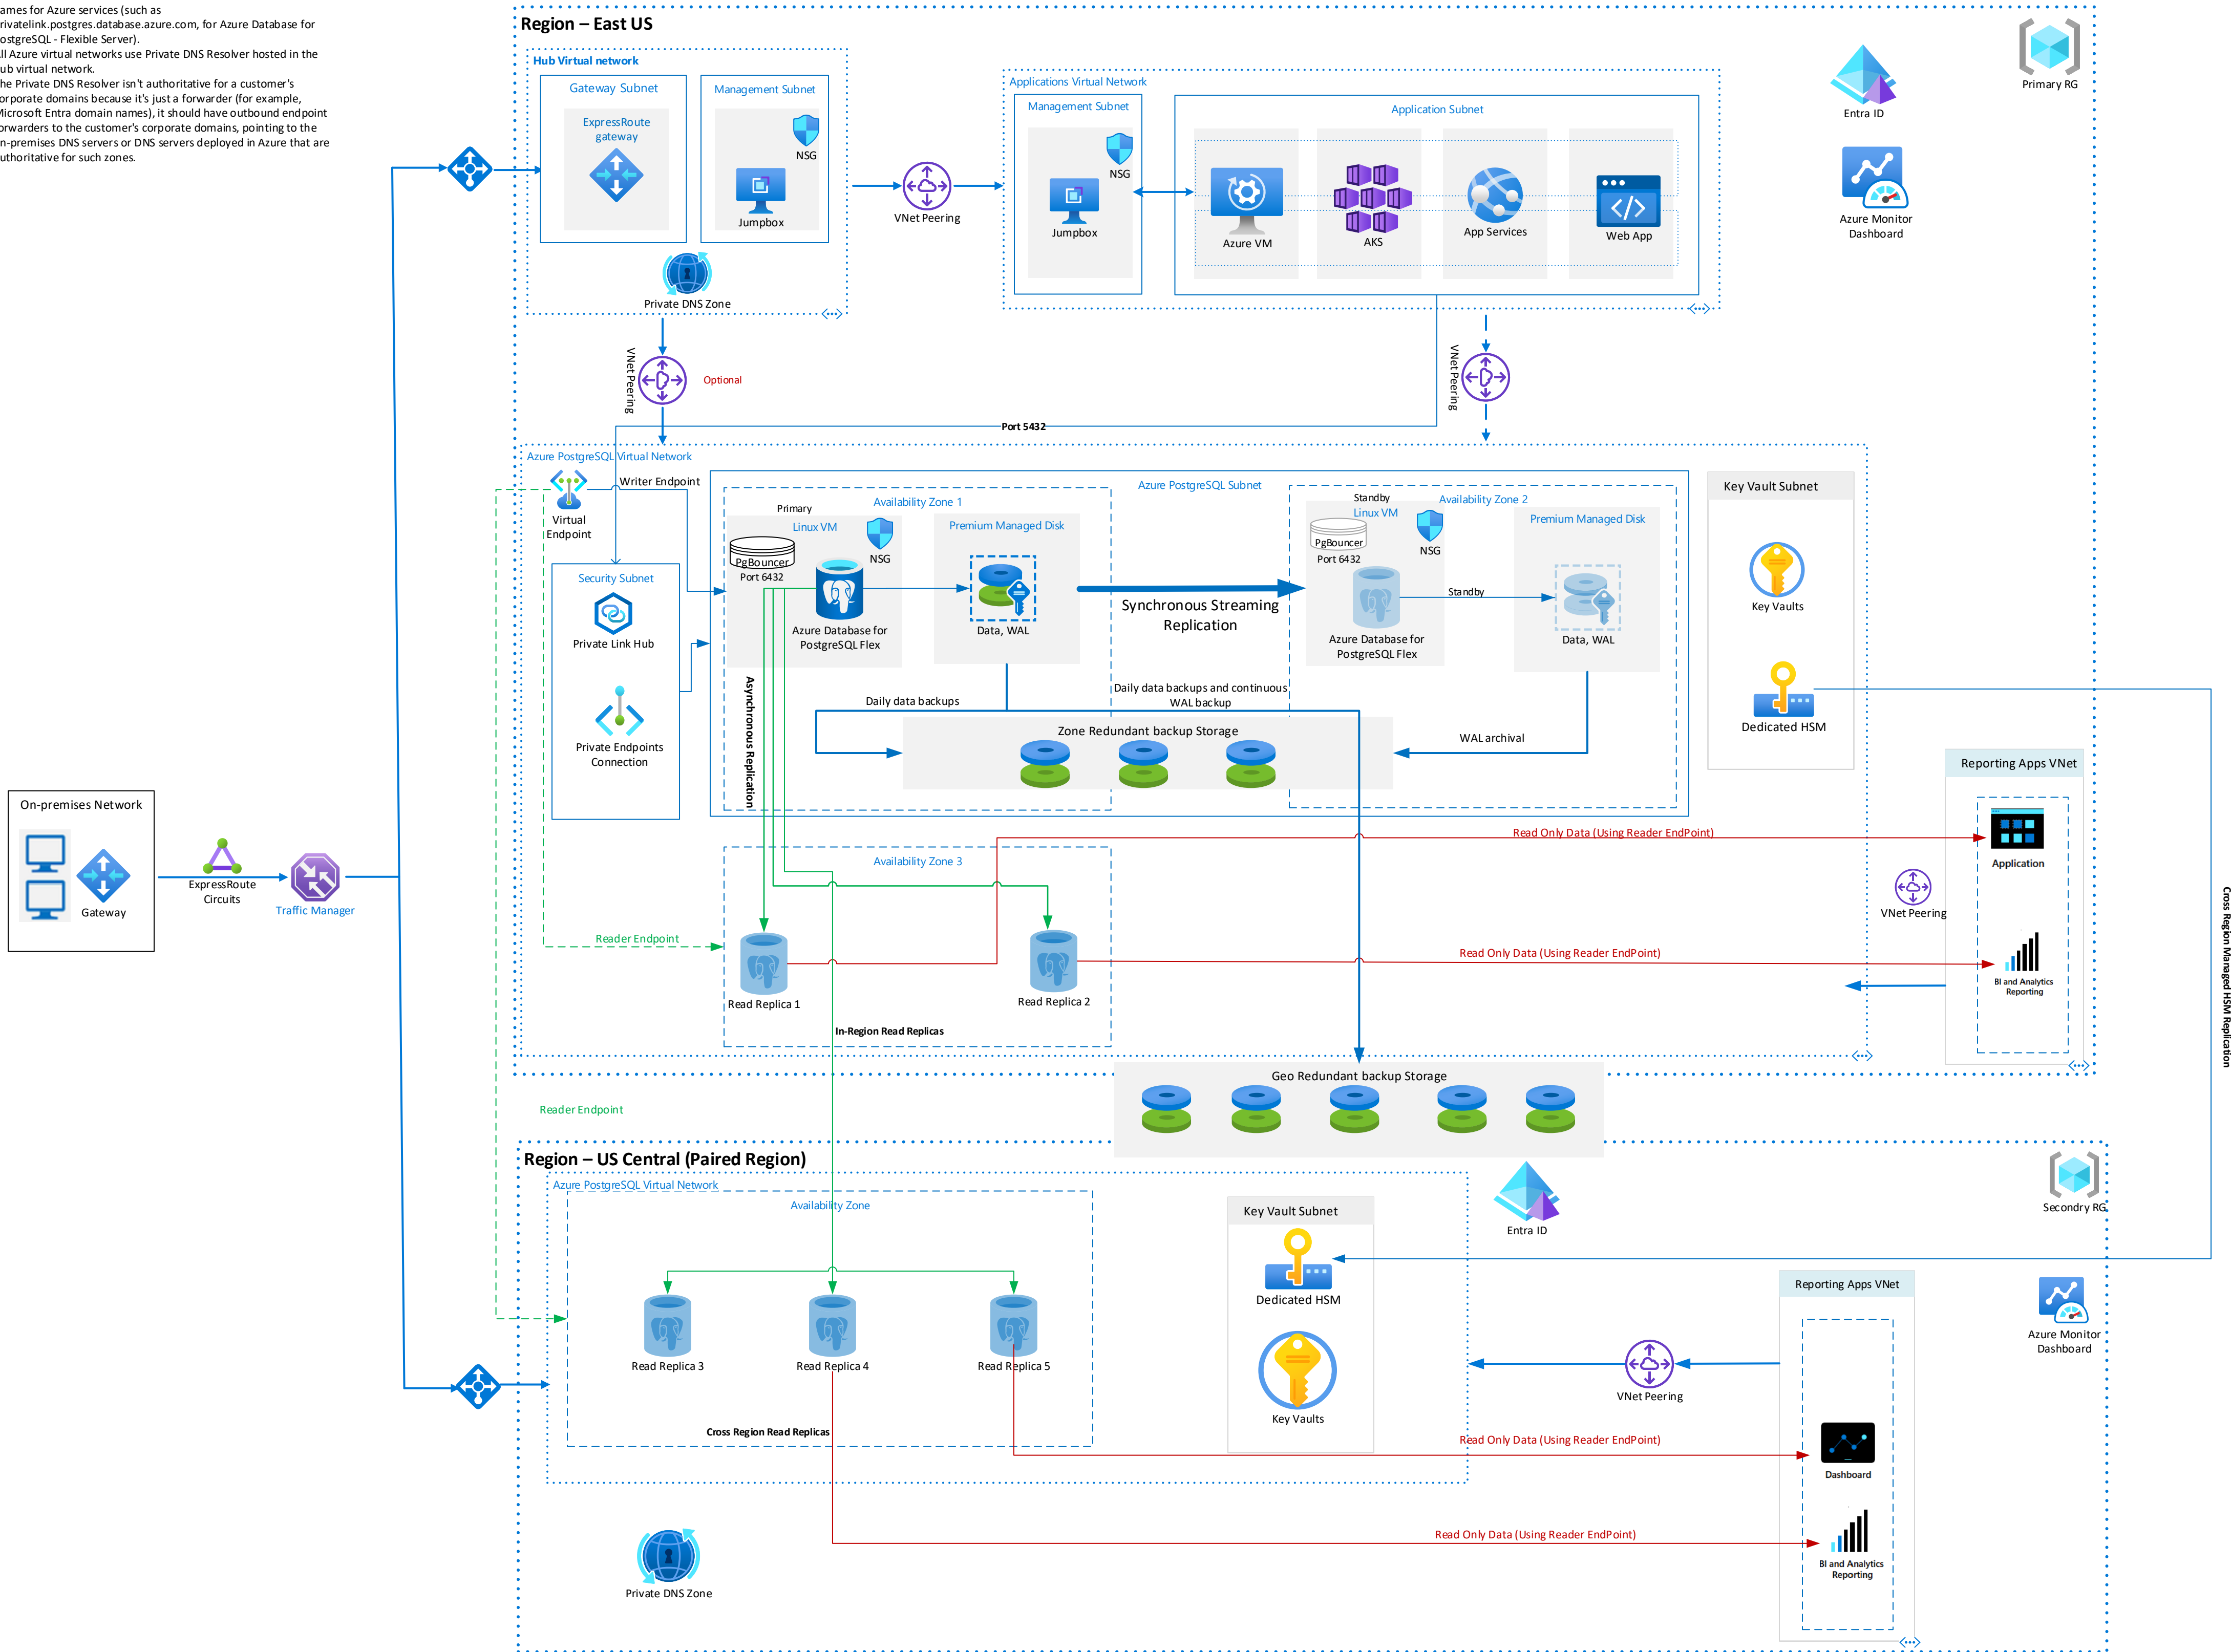 ames for Azure services (such as
rivatelink.postgres.database.azure.com, for Azure Database for
ostgreSQL - Flexible Server).
ll Azure virtual networks use Private DNS Resolver hosted in the
ub virtual network.
he Private DNS Resolver isn't authoritative for a customer's
orporate domains because it's just a forwarder (for example,
Microsoft Entra domain names), it should have outbound endpoint
orwarders to the customer's corporate domains, pointing to the
n-premises DNS servers or DNS servers deployed in Azure that are
uthoritative for such zones.
Region – East US
Hub Virtual network
Gateway Subnet
ExpressRoute
gateway
Management Subnet
NSG
Jumpbox
Private DNS Zone
VNet Peering
Applications Virtual Network
Management Subnet
NSG
Jumpbox
Application Subnet
Azure VM
AKS
App Services
Web App
Entra ID
Primary RG
Azure Monitor
Dashboard
VNet Peering
Optional
VNet Peering
Port 5432
Azure PostgreSQL Virtual Network
Virtual
Endpoint
Writer Endpoint
Security Subnet
Private Link Hub
Private Endpoints
Connection
Azure PostgreSQL Subnet
Availability Zone 1
Primary
Linux VM
PgBouncer
Port 6432
NSG
Azure Database for
PostgreSQL Flex
Premium Managed Disk
Data, WAL
Synchronous Streaming
Replication
Availability Zone 2
Standby
Linux VM
PgBouncer
Port 6432
NSG
Azure Database for
PostgreSQL Flex
Standby
Premium Managed Disk
Data, WAL
Key Vault Subnet
Key Vaults
Dedicated HSM
Asynchronous Replication
Daily data backups
Daily data backups and continuous
WAL backup
Zone Redundant backup Storage
WAL archival
Reporting Apps VNet
Application
BI and Analytics
Reporting
VNet Peering
Cross Region Managed HSM Replication
On-premises Network
Gateway
ExpressRoute
Circuits
Traffic Manager
Availability Zone 3
Reader Endpoint
Read Replica 1
Read Replica 2
In-Region Read Replicas
Read Only Data (Using Reader EndPoint)
Read Only Data (Using Reader EndPoint)
Geo Redundant backup Storage
Reader Endpoint
Region – US Central (Paired Region)
Azure PostgreSQL Virtual Network
Availability Zone
Read Replica 3
Read Replica 4
Read Replica 5
Cross Region Read Replicas
Key Vault Subnet
Dedicated HSM
Key Vaults
Entra ID
Secondry RG
Azure Monitor
Dashboard
VNet Peering
Reporting Apps VNet
Dashboard
BI and Analytics
Reporting
Read Only Data (Using Reader EndPoint)
Read Only Data (Using Reader EndPoint)
Private DNS Zone